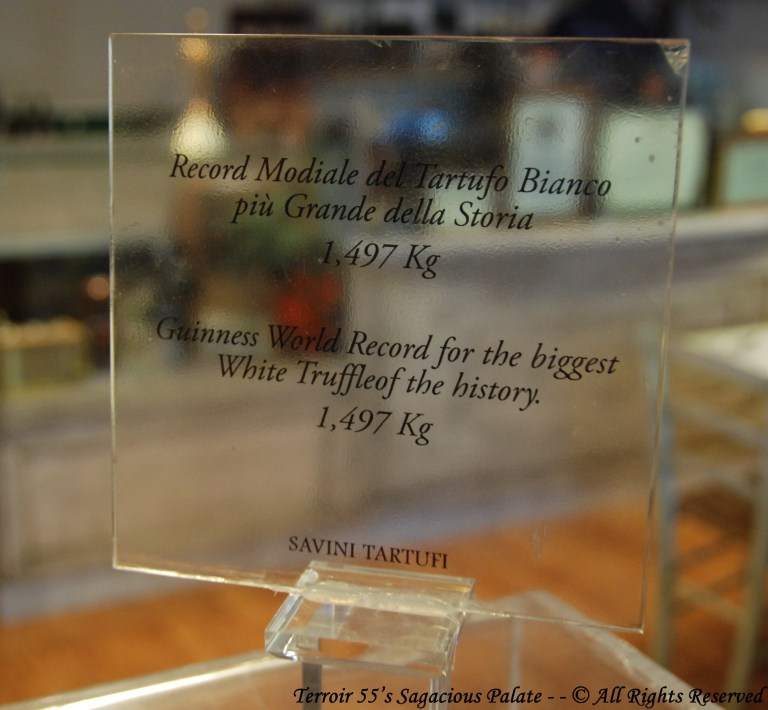 Record Modiale del Tartufo Bianco
più Grande della Storia
1,497 Kg
Guinness World Record for the biggest
White Truffleof the history.
1,497 Kg
SAVINI TARTUFI
Terroir 55's Sagacious Palate - - © All Rights Reserved